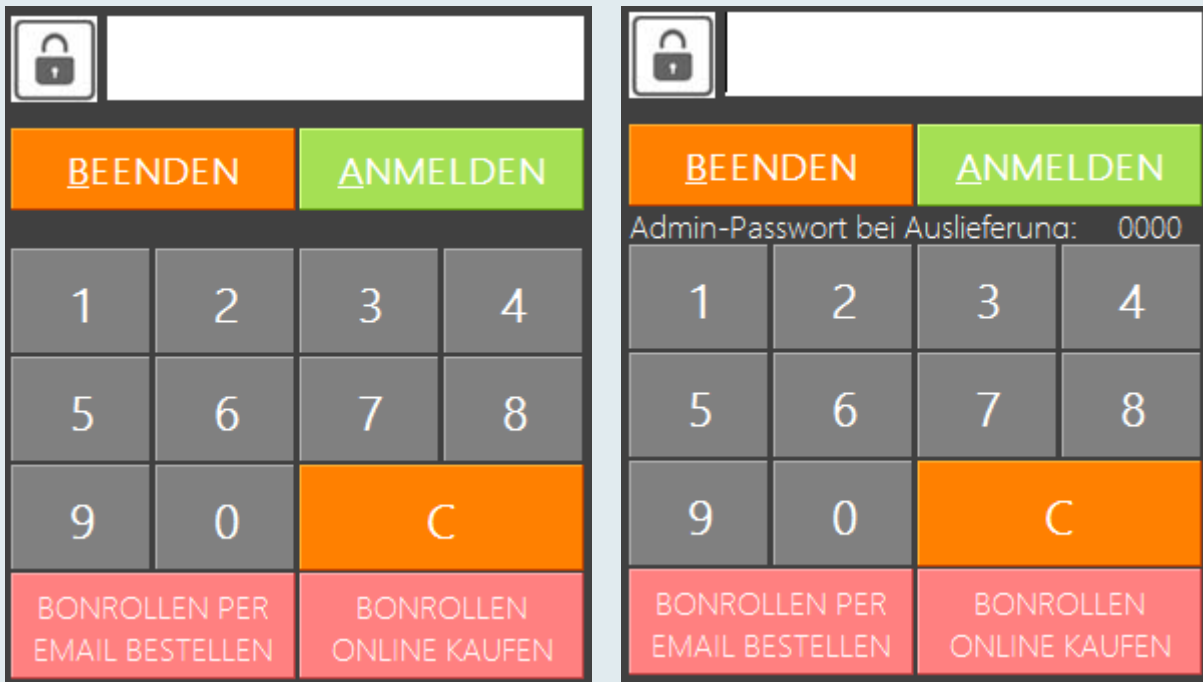 BEENDEN ANMELDEN
1 2 3 4
5 6 7 8
9 0 C
BONROLLEN PER
EMAIL BESTELLEN
BONROLLEN
ONLINE KAUFEN
BEENDEN ANMELDEN
Admin-Passwort bei Auslieferung: 0000
1 2 3 4
5 6 7 8
9 0 C
BONROLLEN PER
EMAIL BESTELLEN
BONROLLEN
ONLINE KAUFEN